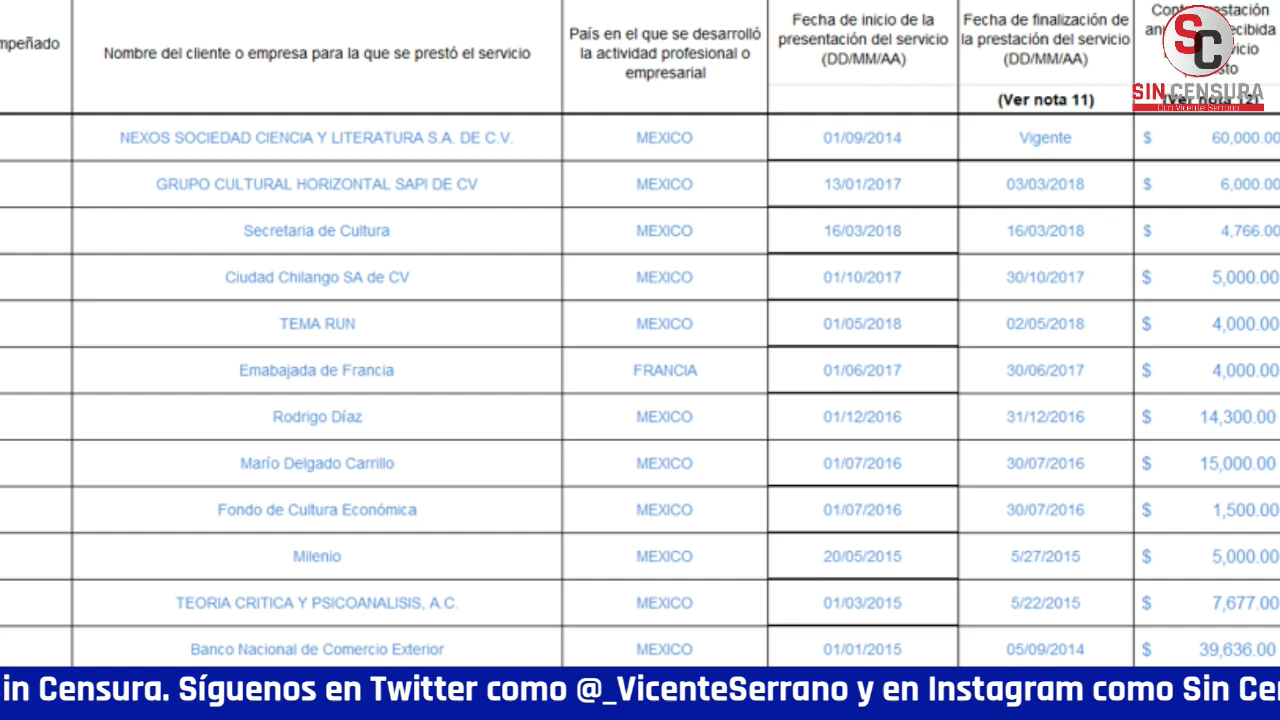 mpeñado
Nombre del cliente o empresa para la que se prestó el servicio
País en el que se desarrolló
la actividad profesional o
empresarial
Fecha de inicio de la
presentación del servicio
(DD/MM/AA)
Fecha de finalización de
la prestación del servicio
(DD/MM/AA)
(Ver nota 11)
(Ver nota 12)
SC
SIN CENSURA
Con Vicente Serrano
NEXOS SOCIEDAD CIENCIA Y LITERATURA S.A. DE C.V. MEXICO 01/09/2014 Vigente $ 60,000.00
GRUPO CULTURAL HORIZONTAL SAPI DE CV MEXICO 13/01/2017 03/03/2018 $ 6,000.00
Secretaria de Cultura MEXICO 16/03/2018 16/03/2018 $ 4,766.00
Ciudad Chilango SA de CV MEXICO 01/10/2017 30/10/2017 $ 5,000.00
TEMA RUN MEXICO 01/05/2018 02/05/2018 $ 4,000.00
Emabajada de Francia FRANCIA 01/06/2017 30/06/2017 $ 4,000.00
Rodrigo Díaz MEXICO 01/12/2016 31/12/2016 $ 14,300.00
Marío Delgado Carrillo MEXICO 01/07/2016 30/07/2016 $ 15,000.00
Fondo de Cultura Económica MEXICO 01/07/2016 30/07/2016 $ 1,500.00
Milenio MEXICO 20/05/2015 5/27/2015 $ 5,000.00
TEORIA CRITICA Y PSICOANALISIS, A.C. MEXICO 01/03/2015 5/22/2015 $ 7,677.00
Banco Nacional de Comercio Exterior MEXICO 01/01/2015 05/09/2014 $ 39,636.00
in Censura. Síguenos en Twitter como @_VicenteSerrano y en Instagram como Sin Cen